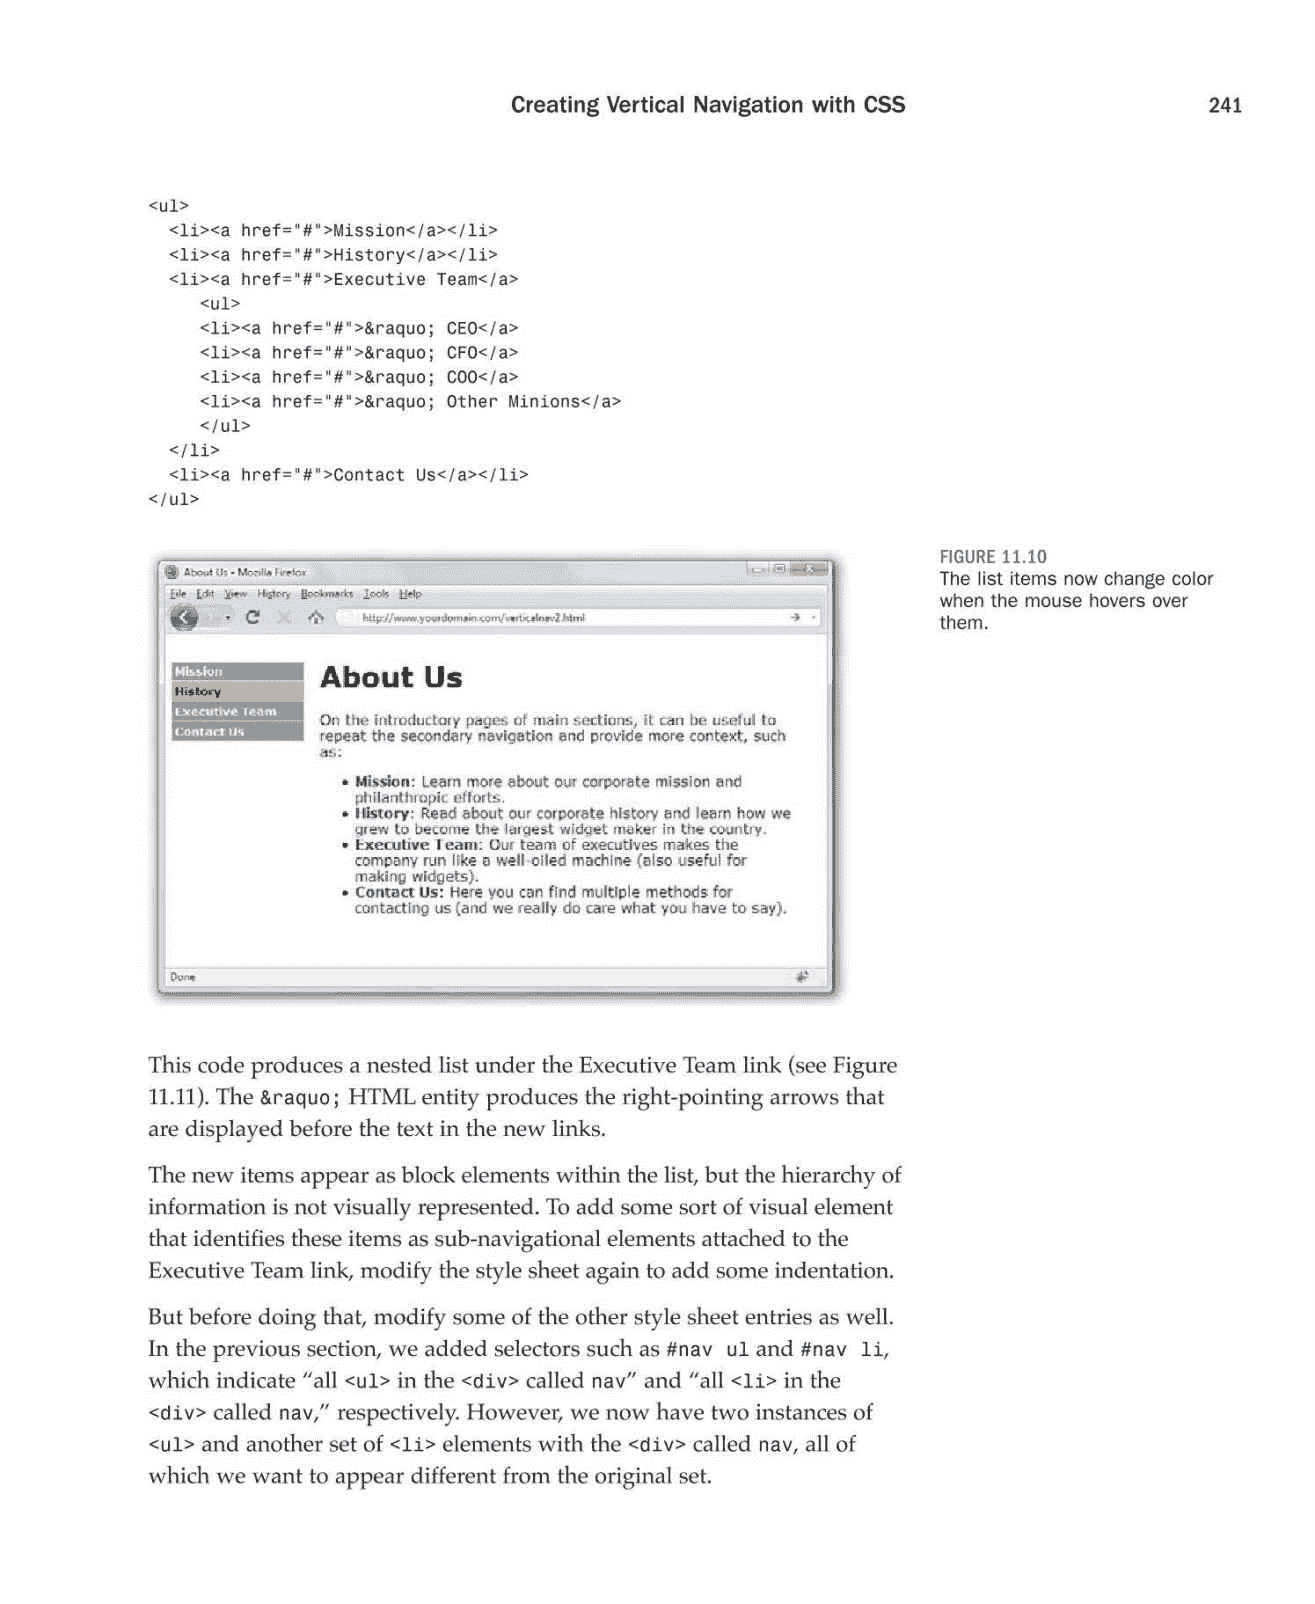 Creating Vertical Navigation with CSS 241
<ul>
<li><a href="#">Mission</a></li>
<li><a href="#">History</a></li>
<li><a href="#">Executive Team</a>
<ul>
<li><a href="#">&raquo; CEO</a>
<li><a href="#">&raquo; CFO</a>
<li><a href="#">&raquo; COO</a>
<li><a href="#">&raquo; Other Minions</a>
</ul>
</li>
<li><a href="#">Contact Us</a></li>
</ul>
FIGURE 11.10
The list items now change color
when the mouse hovers over
them.
About Us - Mozilla Firefox
File Edit View History Bookmarks Tools Help
http://www.yourdomain.com/verticalnav2.html
Mission
History
Executive Team
Contact Us
About Us
On the introductory pages of main sections, it can be useful to
repeat the secondary navigation and provide more context, such
as:
• Mission: Learn more about our corporate mission and
philanthropic efforts.
• History: Read about our corporate history and learn how we
grew to become the largest widget maker in the country.
• Executive Team: Our team of executives makes the
company run like a well-oiled machine (also useful for
making widgets).
• Contact Us: Here you can find multiple methods for
contacting us (and we really do care what you have to say).
Done
This code produces a nested list under the Executive Team link (see Figure
11.11). The &raquo; HTML entity produces the right-pointing arrows that
are displayed before the text in the new links.
The new items appear as block elements within the list, but the hierarchy of
information is not visually represented. To add some sort of visual element
that identifies these items as sub-navigational elements attached to the
Executive Team link, modify the style sheet again to add some indentation.
But before doing that, modify some of the other style sheet entries as well.
In the previous section, we added selectors such as #nav ul and #nav li,
which indicate “all <ul> in the <div> called nav” and “all <li> in the
<div> called nav,” respectively. However, we now have two instances of
<ul> and another set of <li> elements with the <div> called nav, all of
which we want to appear different from the original set.